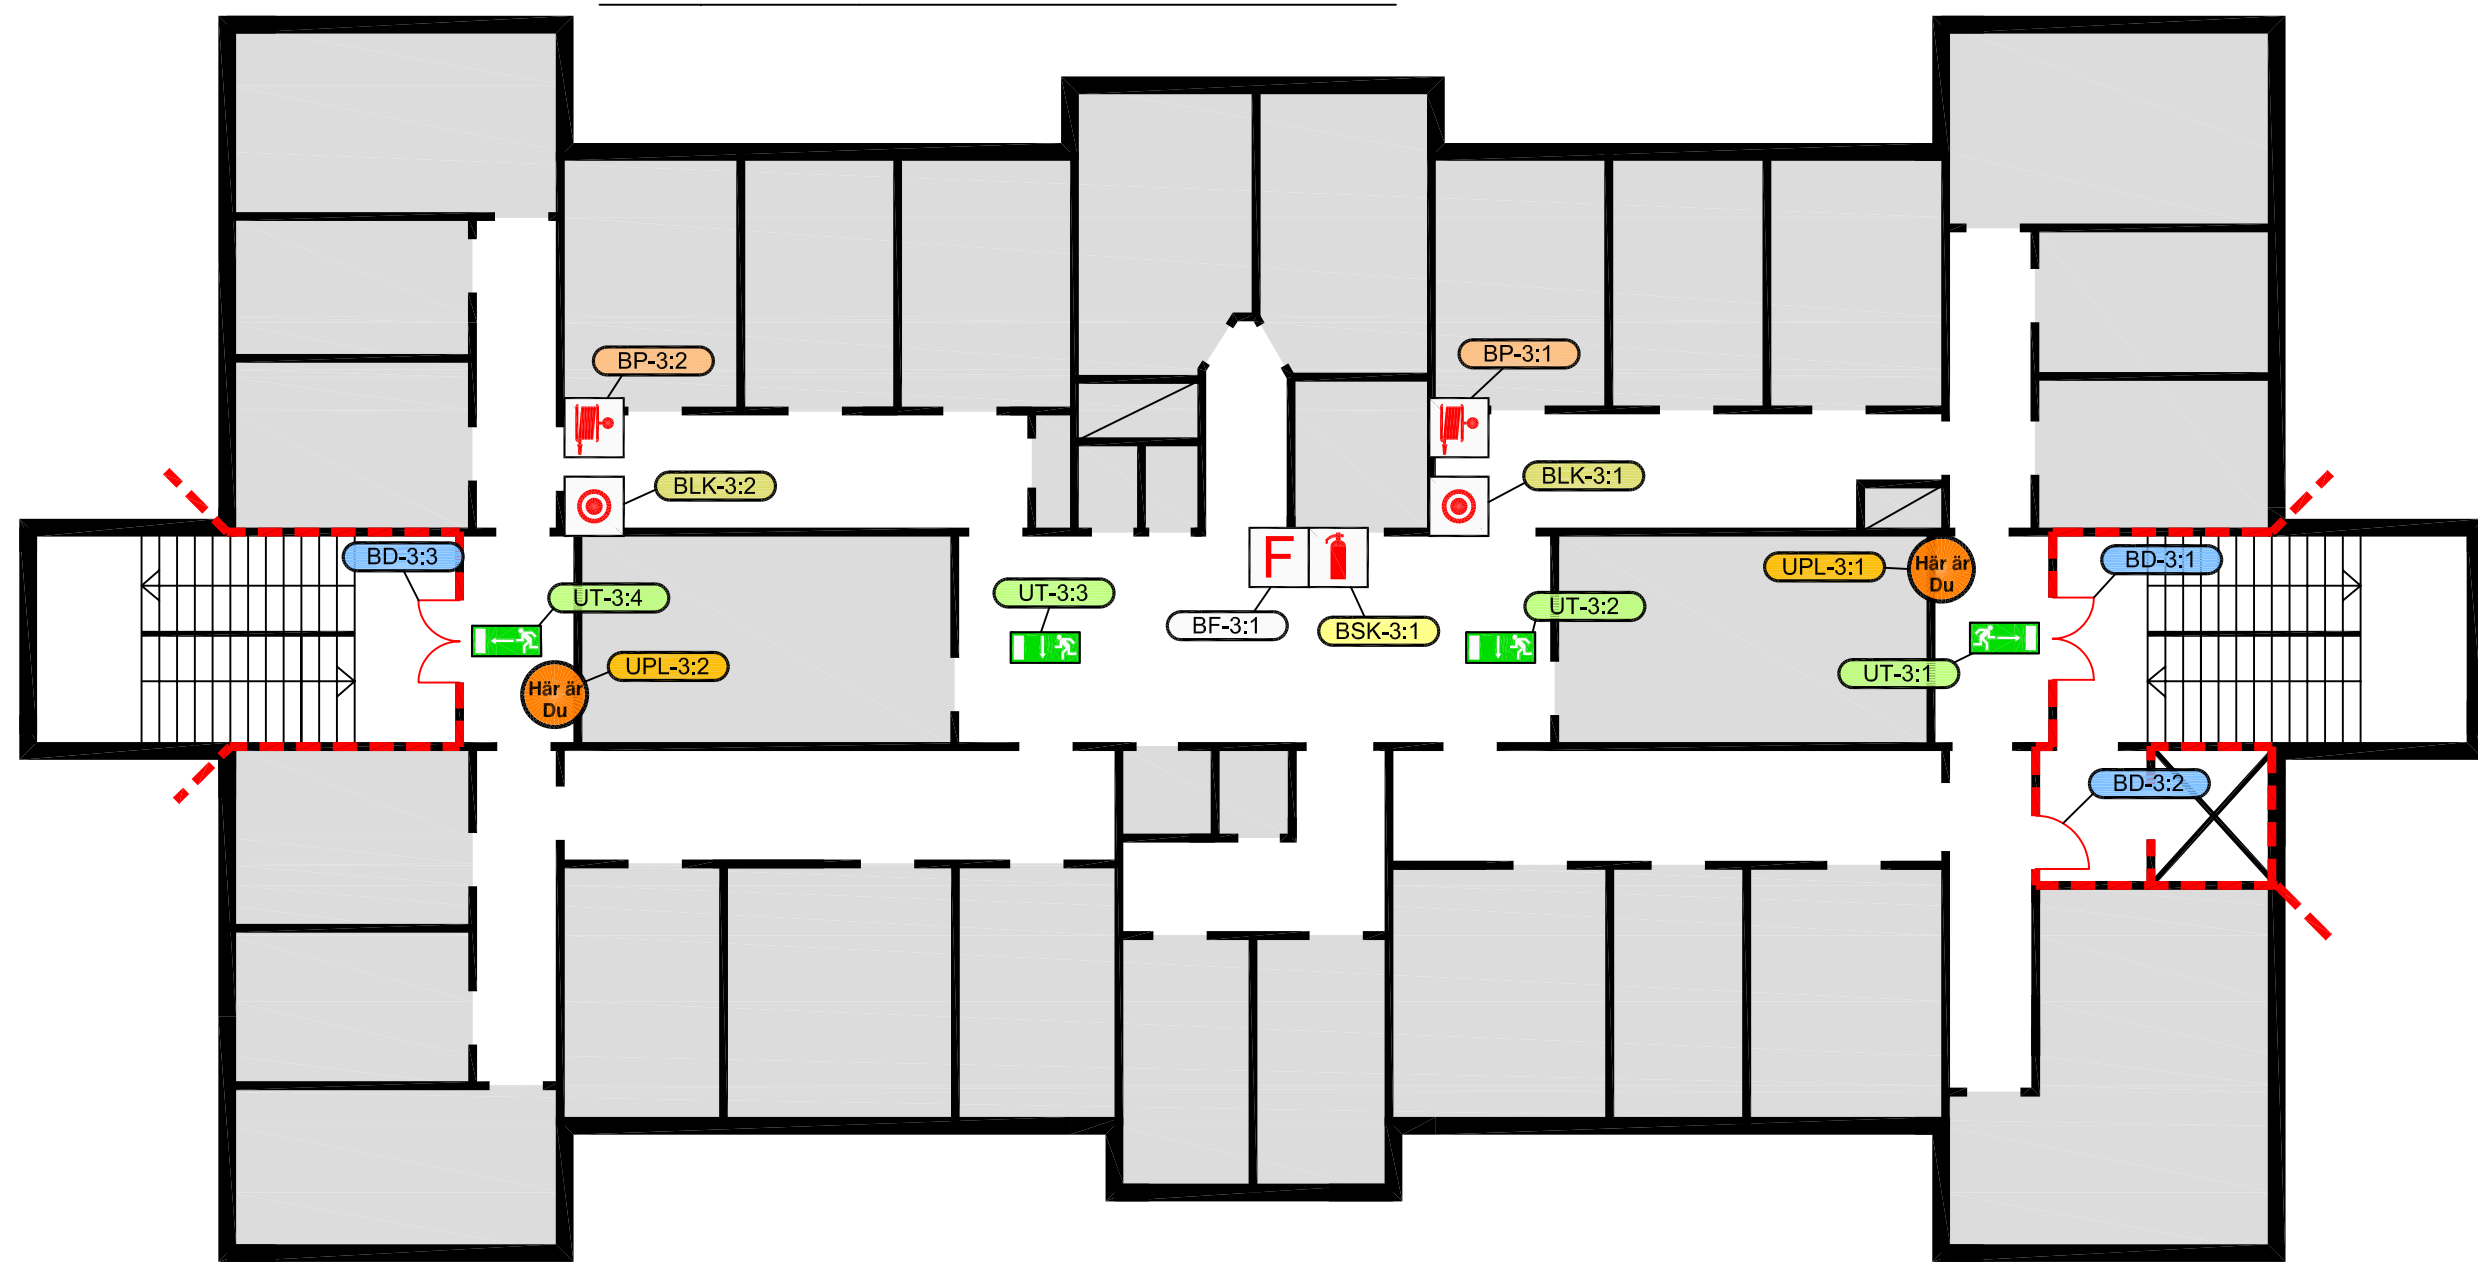 BP-3:2
BP-3:1
BLK-3:2
BLK-3:1
BD-3:3
F
UPL-3:1
Här är
Du
BD-3:1
UT-3:4
UT-3:3
BF-3:1
BSK-3:1
UT-3:2
UPL-3:2
Här är
Du
UT-3:1
BD-3:2